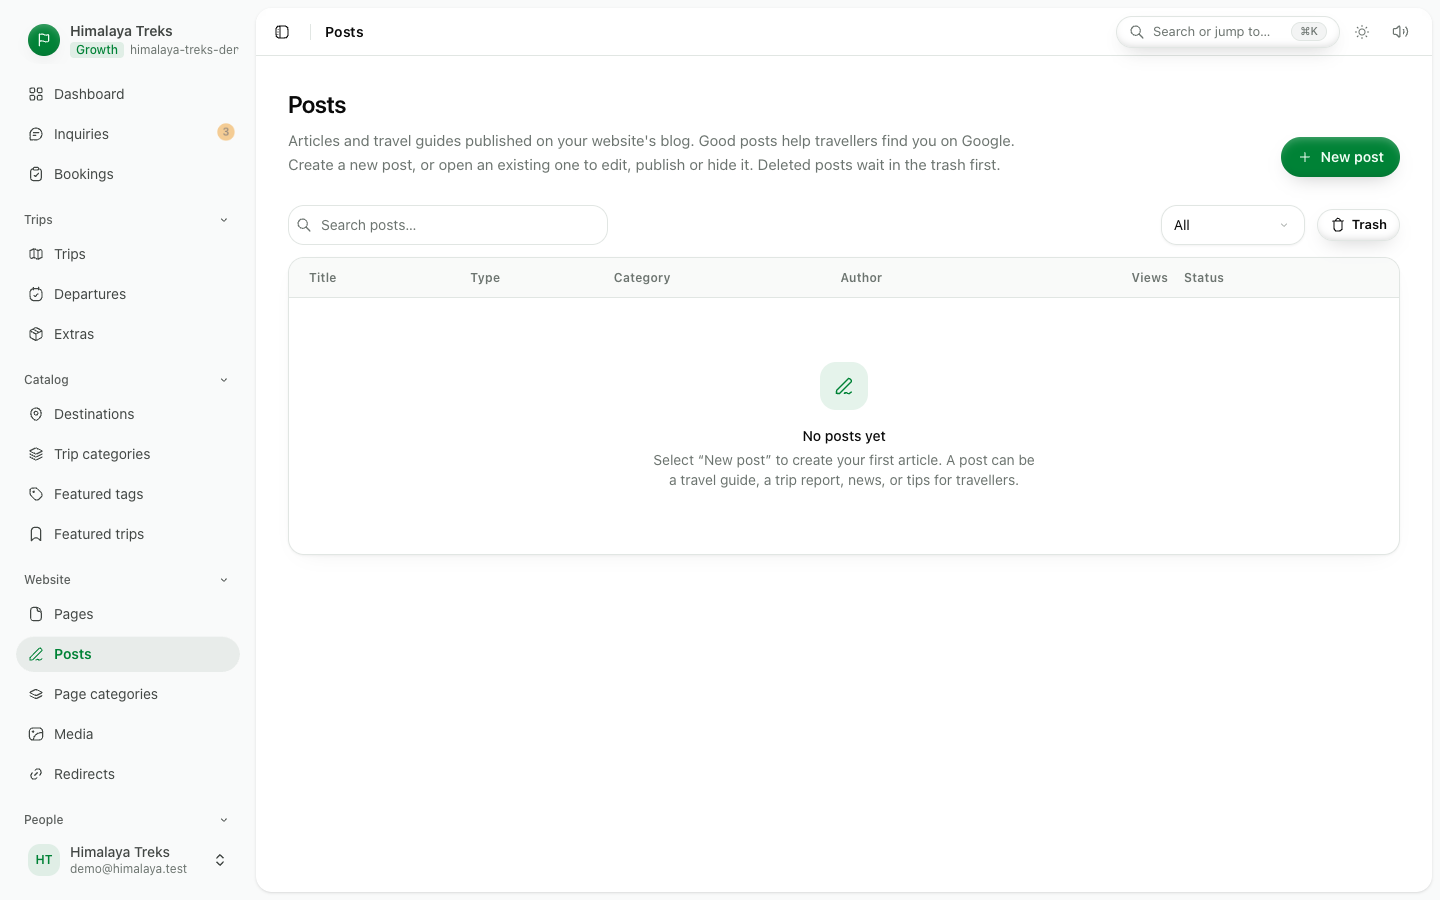 Himalaya Treks
Growth himalaya-treks-der
Dashboard
Inquiries 3
Bookings
Trips
Trips
Departures
Extras
Catalog
Destinations
Trip categories
Featured tags
Featured trips
Website
Pages
Posts
Page categories
Media
Redirects
People
HT
Himalaya Treks
demo@himalaya.test
Posts
Search or jump to... ⌘K
Posts
Articles and travel guides published on your website's blog. Good posts help travellers find you on Google.
Create a new post, or open an existing one to edit, publish or hide it. Deleted posts wait in the trash first.
New post
Search posts...
All
Trash
Title Type Category Author Views Status
No posts yet
Select “New post” to create your first article. A post can be
a travel guide, a trip report, news, or tips for travellers.